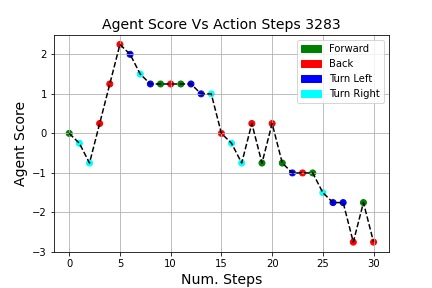 Agent Score Vs Action Steps 3283
Forward
Back
Turn Left
Turn Right
Agent Score
2
1
0
−1
−2
−3
0 5 10 15 20 25 30
Num. Steps